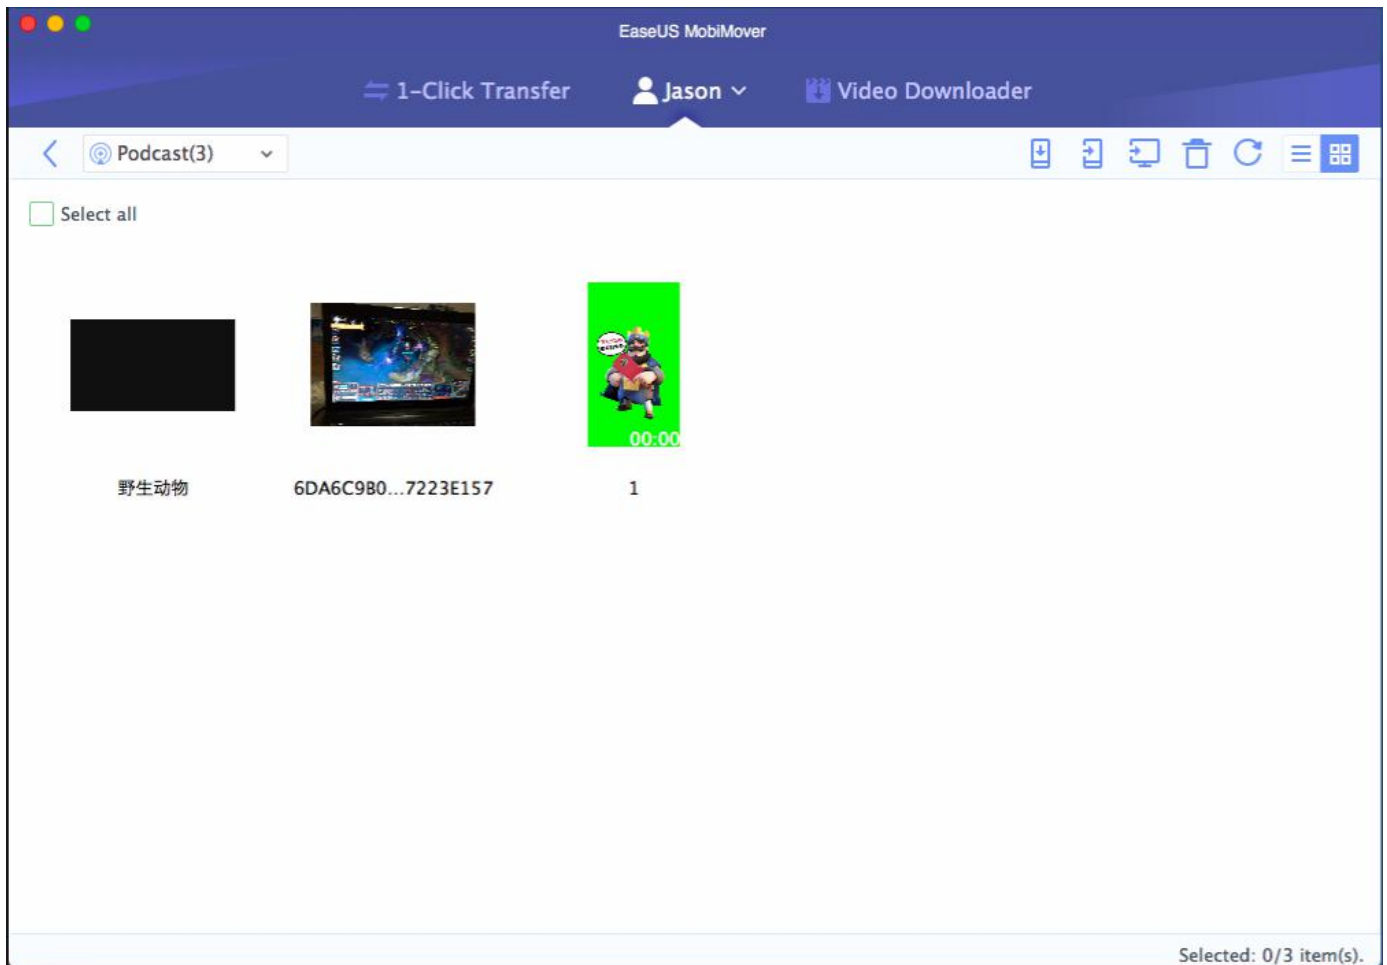 EaseUS MobiMover
1-Click Transfer Jason Video Downloader
Podcast(3)
Select all
00:00
野生动物 6DA6C9B0...7223E157 1
Selected: 0/3 item(s).